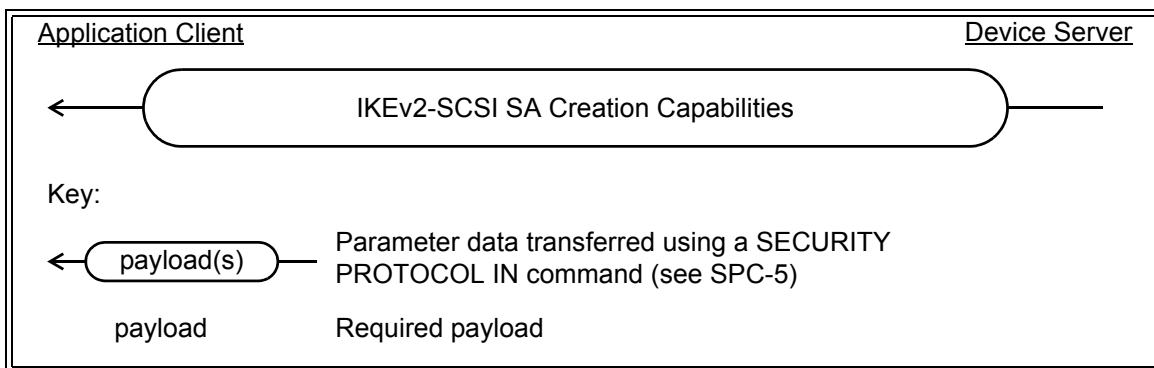 Application Client
Device Server
IKEv2-SCSI SA Creation Capabilities
Key:
payload(s)
Parameter data transferred using a SECURITY
PROTOCOL IN command (see SPC-5)
payload
Required payload